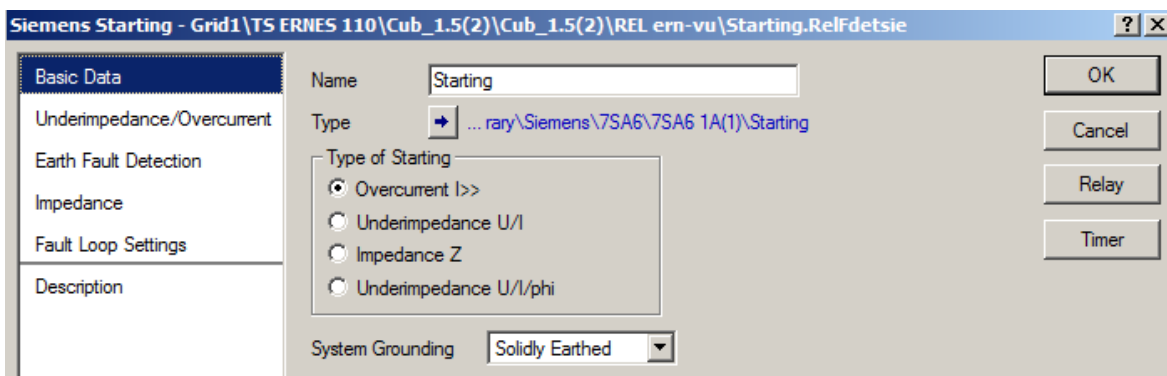 Siemens Starting - Grid1\TS ERNES 110\Cub_1.5(2)\Cub_1.5(2)\REL ern-vu\Starting.RelFdetsie
Basic Data
Underimpedance/Overcurrent
Earth Fault Detection
Impedance
Fault Loop Settings
Description
Name Starting
Type ... rary\Siemens\7SA6\7SA6 1A(1)\Starting
Type of Starting
Overcurrent I>>
Underimpedance U/I
Impedance Z
Underimpedance U/I/phi
System Grounding Solidly Earthed
OK
Cancel
Relay
Timer